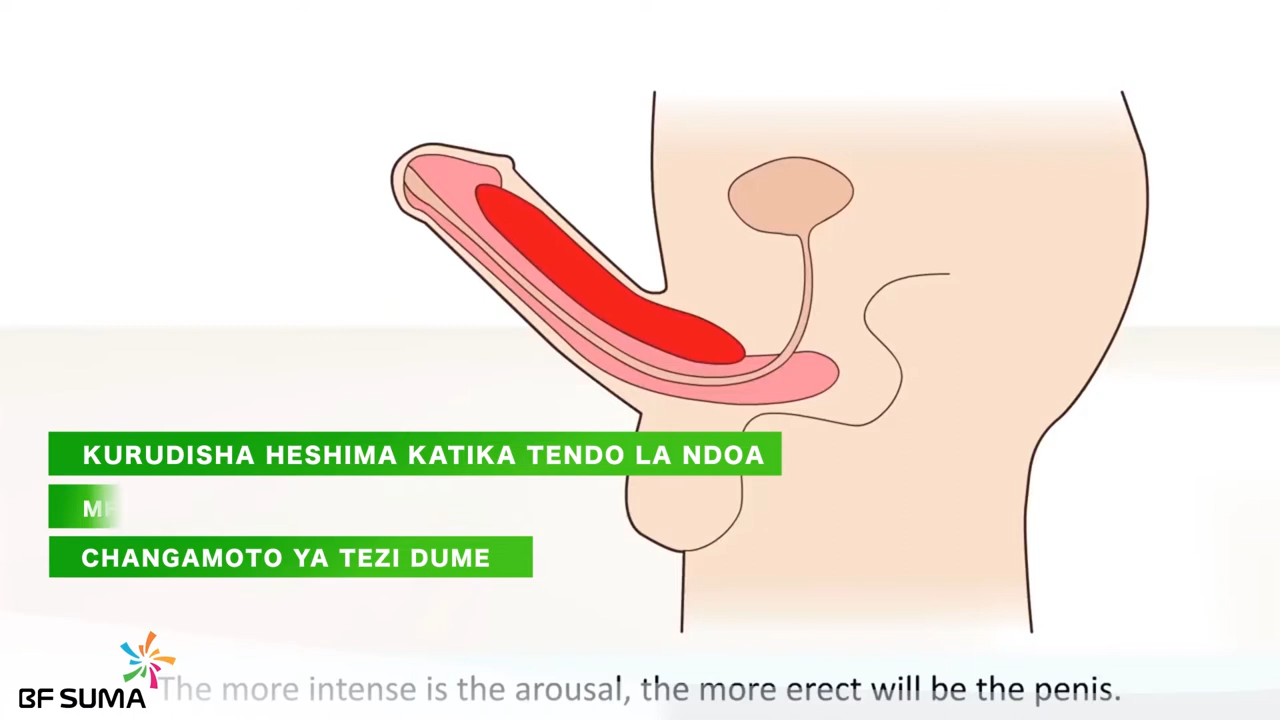 KURUDISHA HESHIMA KATIKA TENDO LA NDOA
CHANGAMOTO YA TEZI DUME
BF SUMA
The more intense is the arousal, the more erect will be the penis.